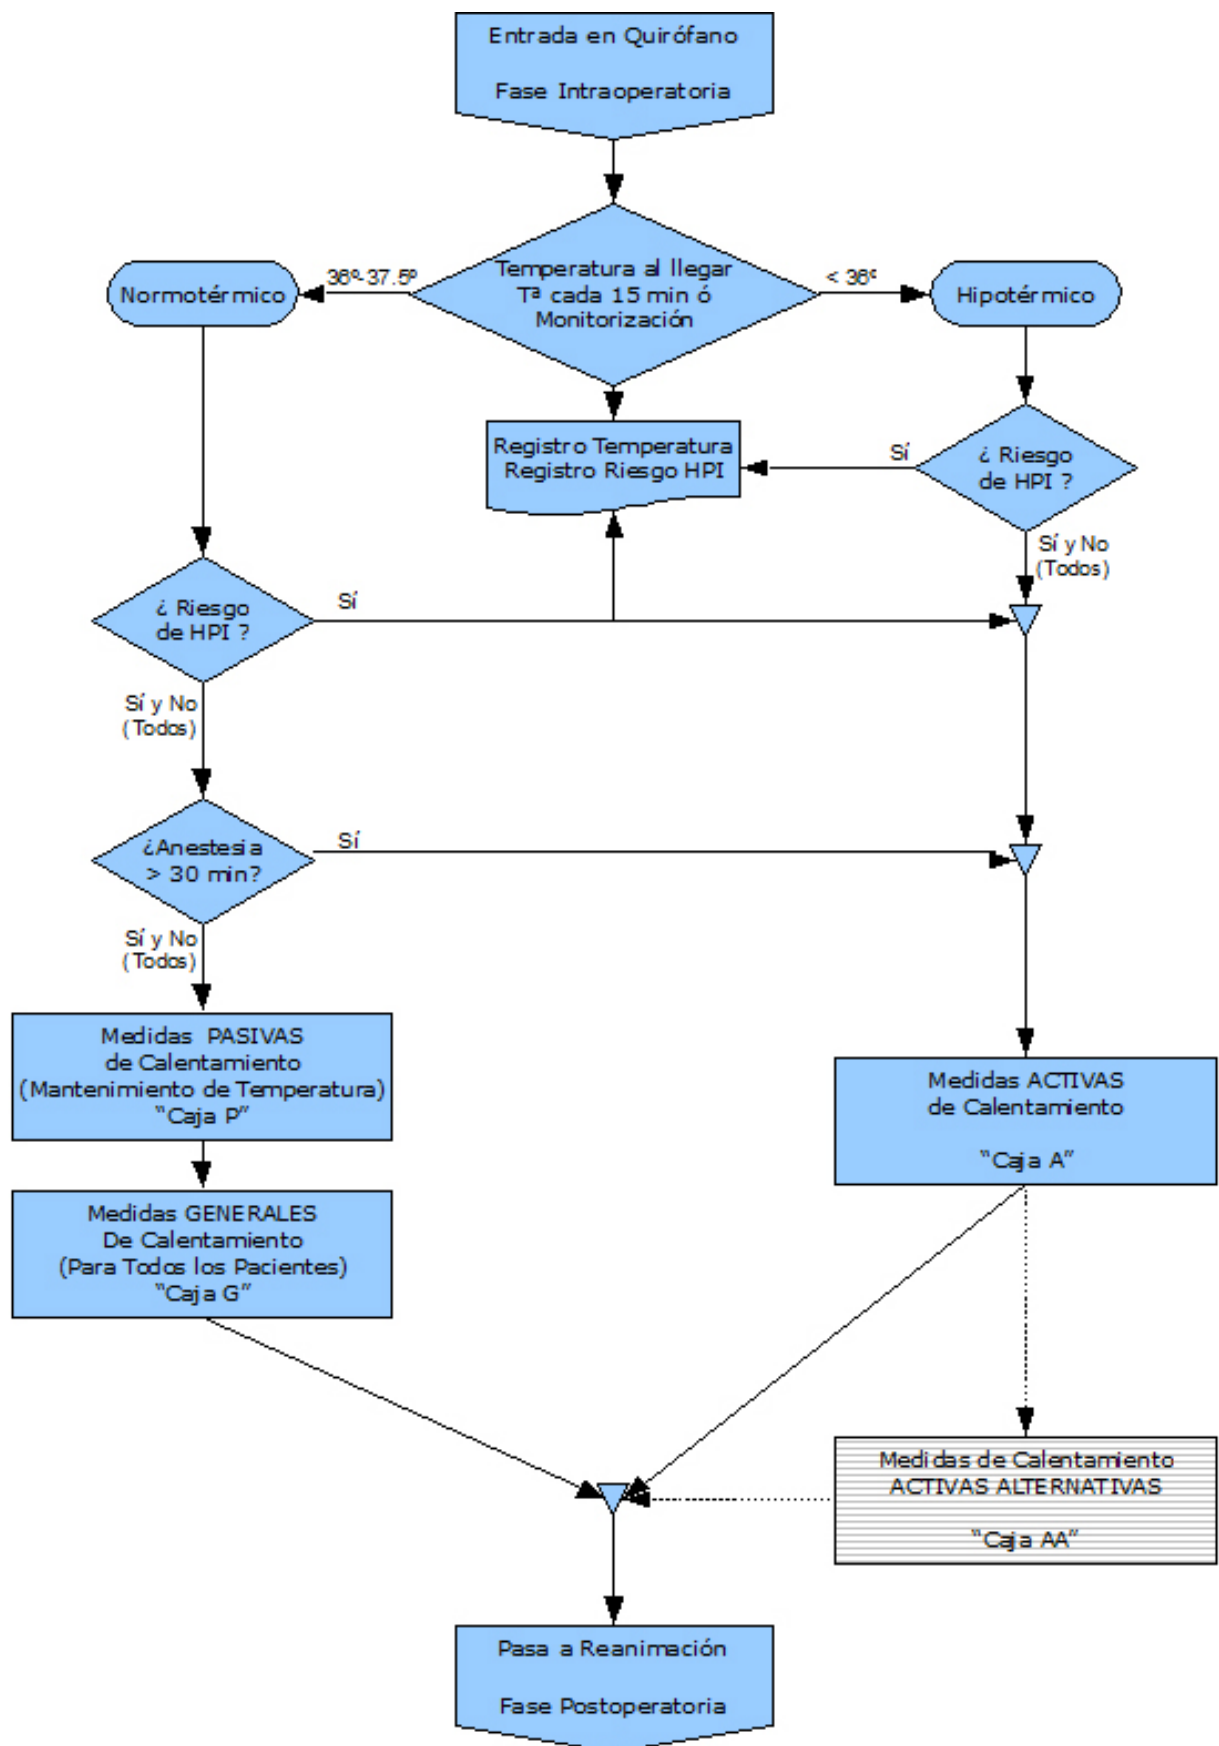 Entrada en Quirófano
Fase Intraoperatoria
Temperatura al llegar
Tª cada 15 min ó
Monitorización
36º-37.5º
< 36º
Normotérmico
Hipotérmico
Registro Temperatura
Registro Riesgo HPI
Sí
¿ Riesgo
de HPI ?
Sí y No
(Todos)
¿ Riesgo
de HPI ?
Sí
Sí y No
(Todos)
¿Anestesia
> 30 min?
Sí
Sí y No
(Todos)
Medidas PASIVAS
de Calentamiento
(Mantenimiento de Temperatura)
“Caja P”
Medidas ACTIVAS
de Calentamiento
“Caja A”
Medidas GENERALES
De Calentamiento
(Para Todos los Pacientes)
“Caja G”
Medidas de Calentamiento
ACTIVAS ALTERNATIVAS
“Caja AA”
Pasa a Reanimación
Fase Postoperatoria